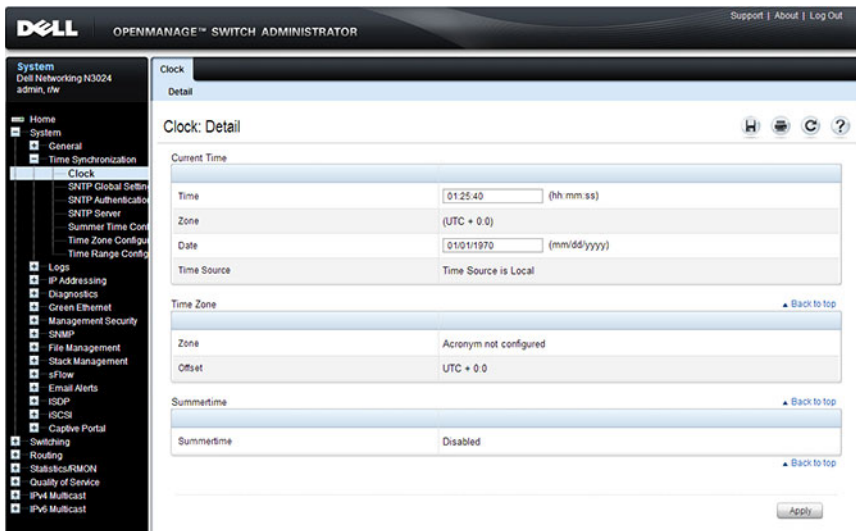 Support | About | Log Out
DELL OPENMANAGE™ SWITCH ADMINISTRATOR
System
Dell Networking N3024
admin, r/w
Home
System
General
Time Synchronization
Clock
SNTP Global Settin
SNTP Authenticatio
SNTP Server
Summer Time Conf
Time Zone Configur
Time Range Config
Logs
IP Addressing
Diagnostics
Green Ethernet
Management Security
SNMP
File Management
Stack Management
sFlow
Email Alerts
ISDP
iSCSI
Captive Portal
Switching
Routing
Statistics/RMON
Quality of Service
IPv4 Multicast
IPv6 Multicast
Clock
Detail
Clock: Detail
Current Time
Time 01:25:40 (hh:mm:ss)
Zone (UTC + 0:0)
Date 01/01/1970 (mm/dd/yyyy)
Time Source Time Source is Local
Time Zone Back to top
Zone Acronym not configured
Offset UTC + 0:0
Summertime Back to top
Summertime Disabled
Back to top
Apply